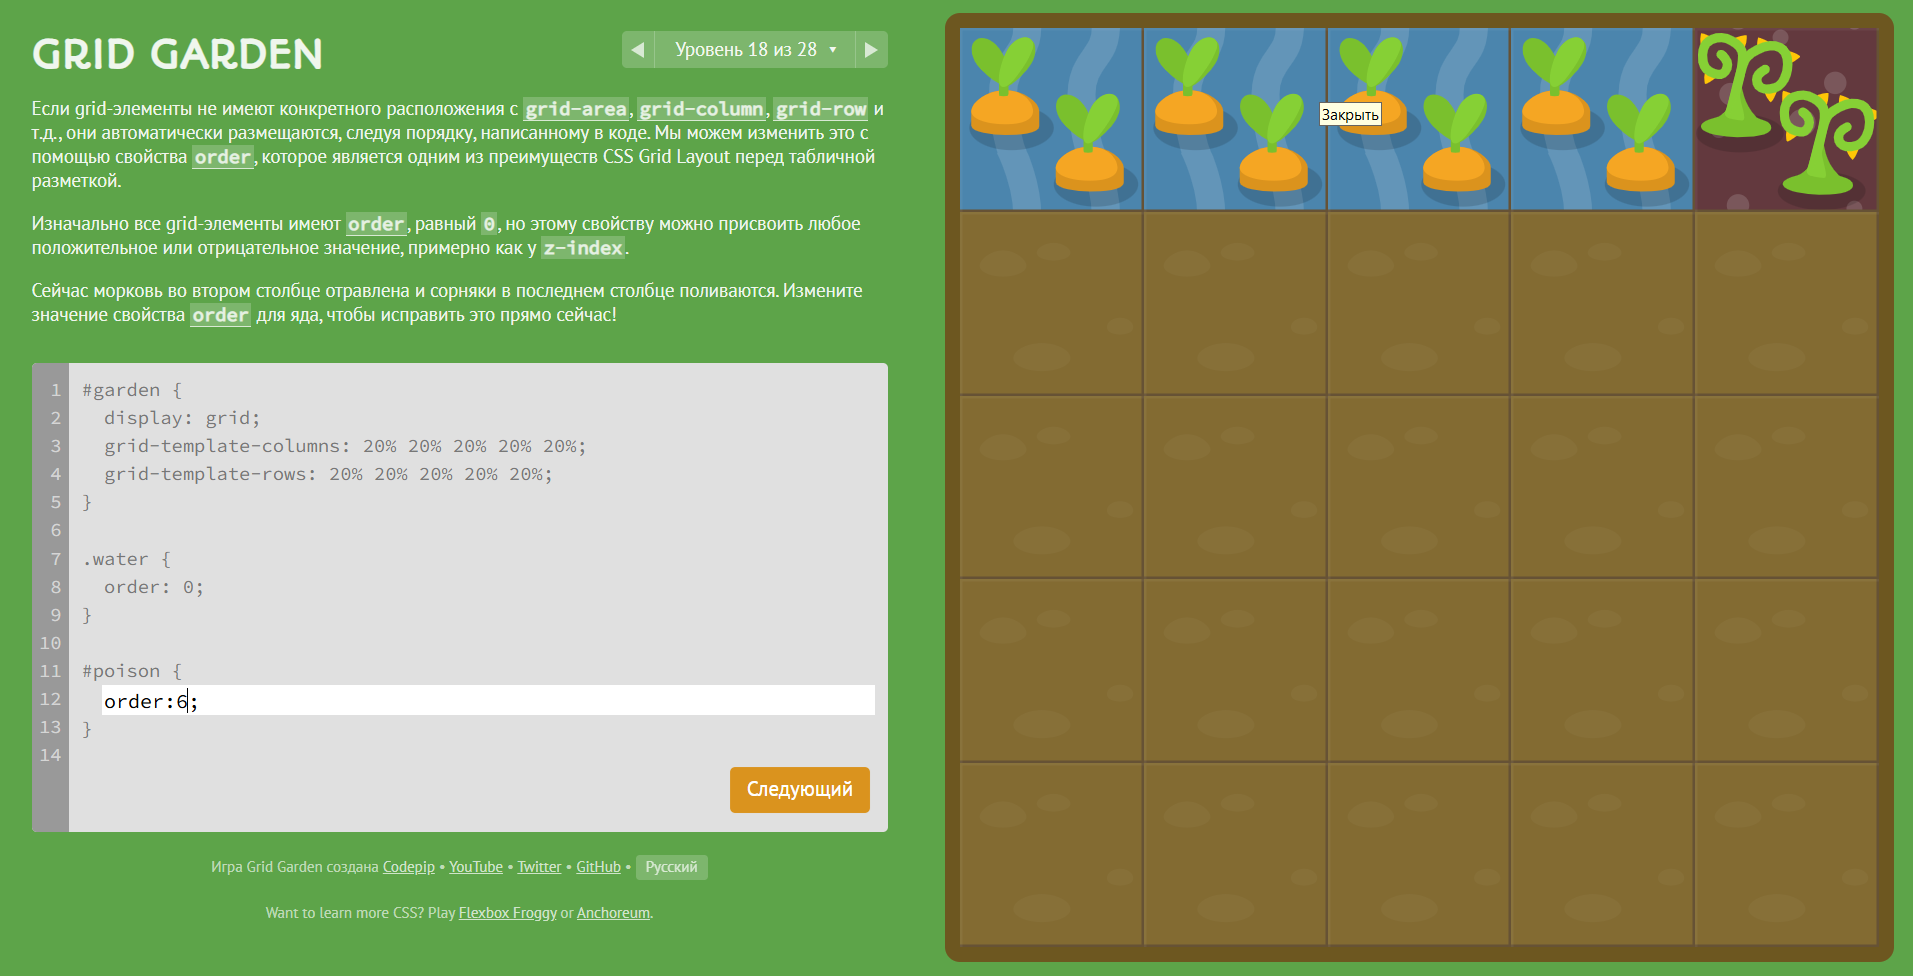 GRID GARDEN
◀ Уровень 18 из 28 ▼ ▶
Если grid-элементы не имеют конкретного расположения с grid-area, grid-column, grid-row и
т.д., они автоматически размещаются, следуя порядку, написанному в коде. Мы можем изменить это с
помощью свойства order, которое является одним из преимуществ CSS Grid Layout перед табличной
разметкой.
Изначально все grid-элементы имеют order, равный 0, но этому свойству можно присвоить любое
положительное или отрицательное значение, примерно как у z-index.
Сейчас морковь во втором столбце отравлена и сорняки в последнем столбце поливаются. Измените
значение свойства order для яда, чтобы исправить это прямо сейчас!
1 #garden {
2 display: grid;
3 grid-template-columns: 20% 20% 20% 20% 20%;
4 grid-template-rows: 20% 20% 20% 20% 20%;
5 }
6
7 .water {
8 order: 0;
9 }
10
11 #poison {
12 order:6;
13 }
14
Следующий
Игра Grid Garden создана Codepip • YouTube • Twitter • GitHub • Русский
Want to learn more CSS? Play Flexbox Froggy or Anchoreum.
Закрыть